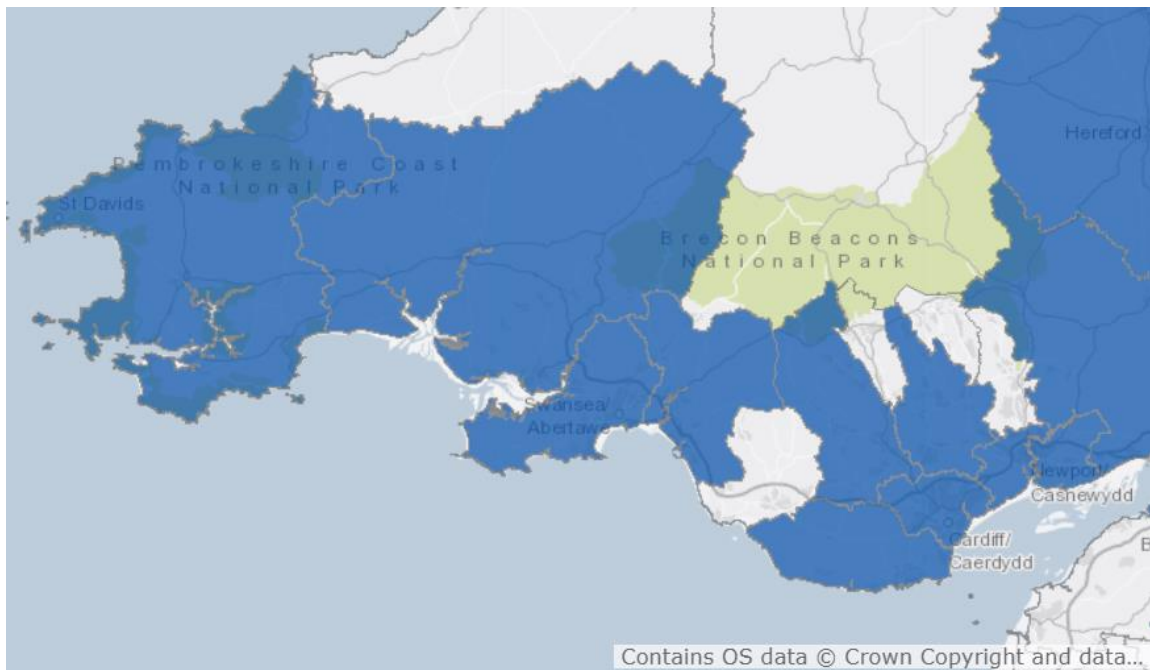 Hereford
Pembrokeshire Coast
National Park
St Davids
Brecon Beacons
National Park
Swansea/
Abertawe
Newport/
Casnewydd
Cardiff/
Caerdydd
B
Contains OS data © Crown Copyright and data...